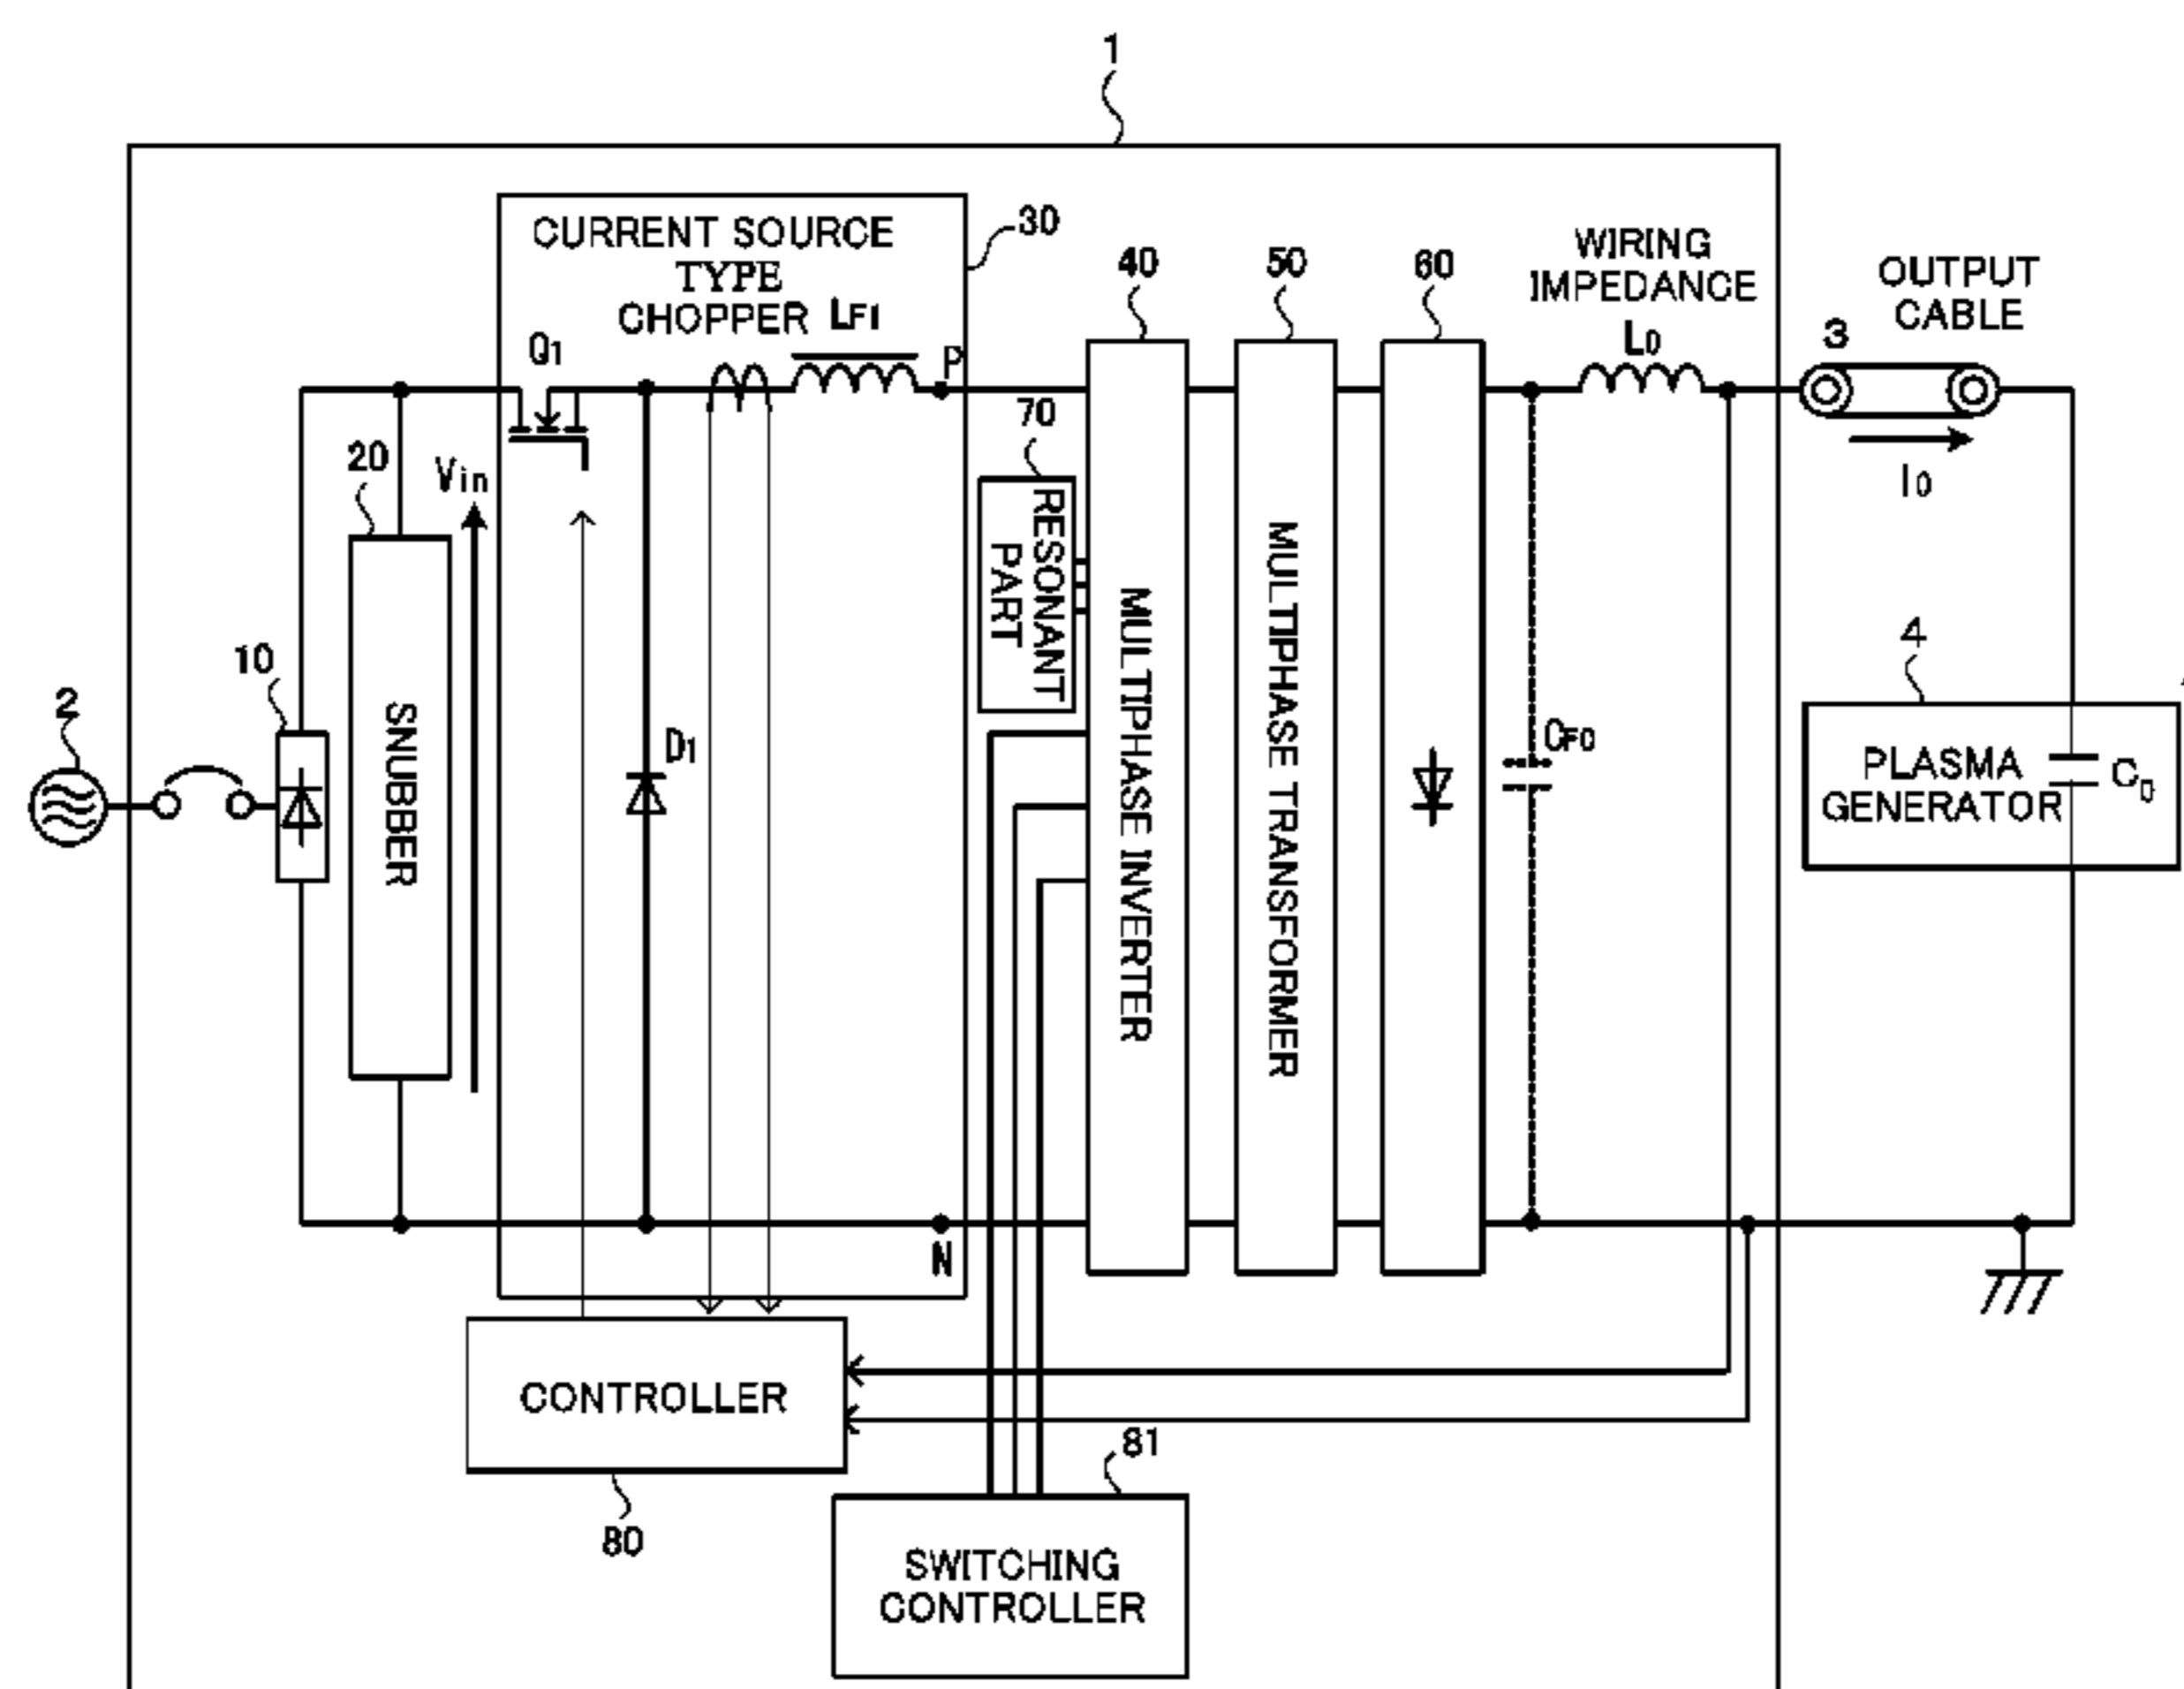 1
CURRENT SOURCE
TYPE
CHOPPER LF1
30
Q1
P
40
50
60
WIRING
IMPEDANCE
L0
OUTPUT
CABLE
3
I0
20
Vin
70
RESONANT
PART
10
2
SNUBBER
D1
MULTIPHASE INVERTER
MULTIPHASE TRANSFORMER
CF0
4
PLASMA
GENERATOR
C0
N
CONTROLLER
80
81
SWITCHING
CONTROLLER